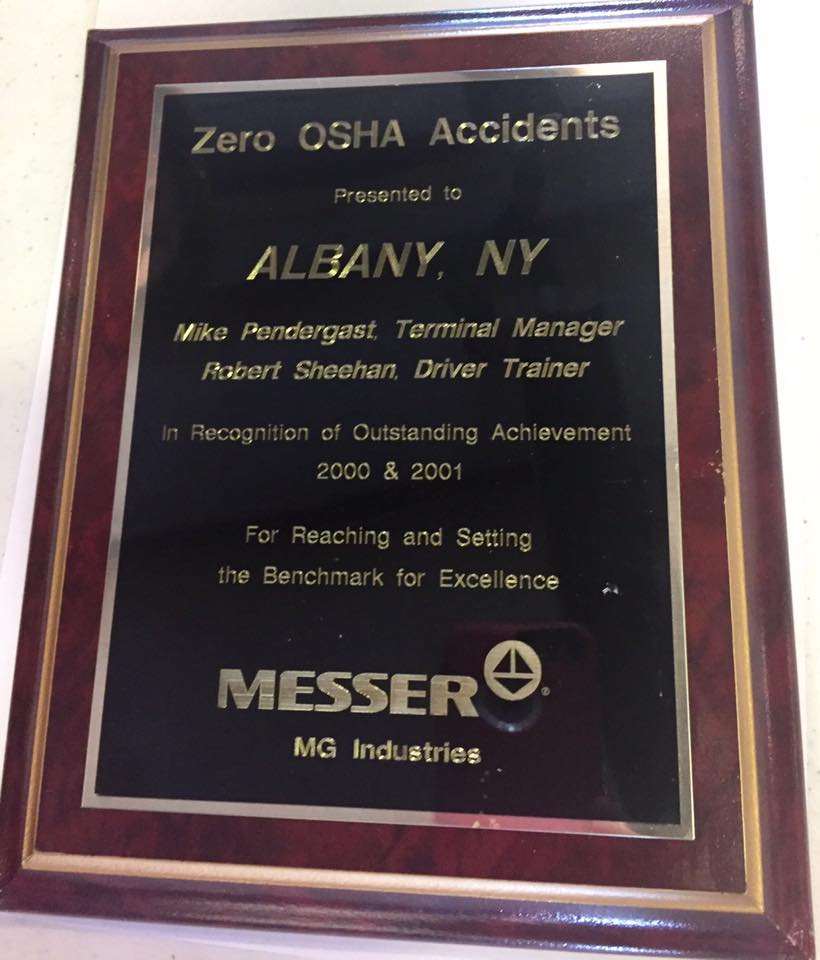 Zero OSHA Accidents
Presented to
ALBANY, NY
Mike Pendergast, Terminal Manager
Robert Sheehan, Driver Trainer
In Recognition of Outstanding Achievement
2000 & 2001
For Reaching and Setting
the Benchmark for Excellence
MESSER®
MG Industries